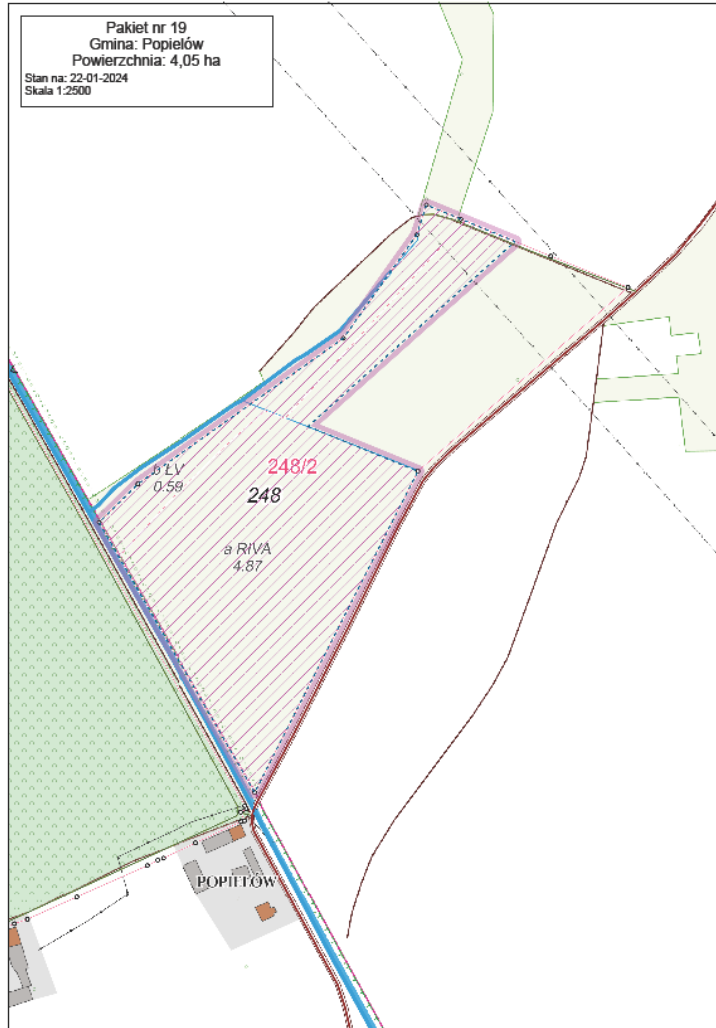 Pakiet nr 19
Gmina: Popielów
Powierzchnia: 4,05 ha
Stan na: 22-01-2024
Skala 1:2500
b ŁV
0.59
248/2
248
a RIVA
4.87
POPIELÓW